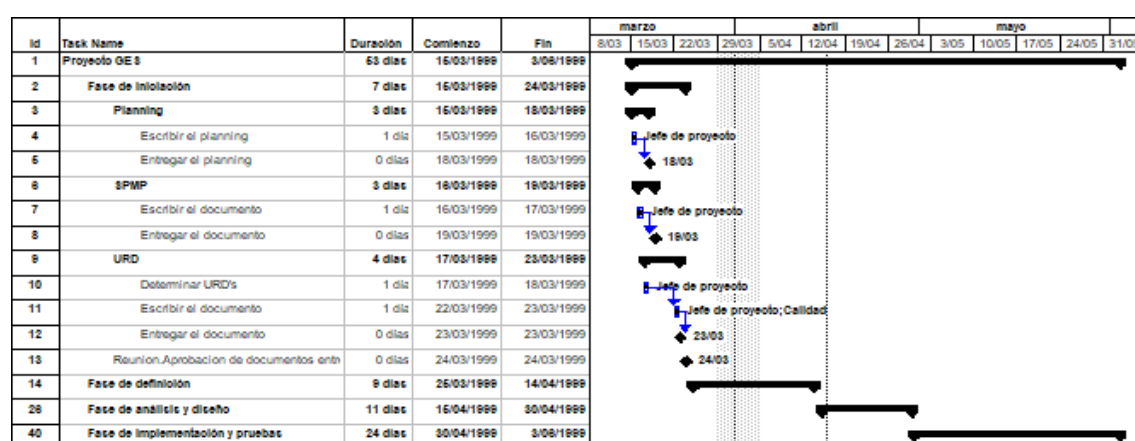 marzo abril mayo
Id Task Name Duración Comienzo Fin 8/03 15/03 22/03 29/03 5/04 12/04 19/04 26/04 3/05 10/05 17/05 24/05 31/05
1 Proyecto GES 53 días 15/03/1999 3/06/1999
2 Fase de iniciación 7 días 15/03/1999 24/03/1999
3 Planning 3 días 15/03/1999 18/03/1999
4 Escribir el planning 1 día 15/03/1999 16/03/1999 Jefe de proyecto
5 Entregar el planning 0 días 18/03/1999 18/03/1999 18/03
6 SPMP 3 días 16/03/1999 19/03/1999
7 Escribir el documento 1 día 16/03/1999 17/03/1999 Jefe de proyecto
8 Entregar el documento 0 días 19/03/1999 19/03/1999 19/03
9 URD 4 días 17/03/1999 23/03/1999
10 Determinar URD's 1 día 17/03/1999 18/03/1999 Jefe de proyecto
11 Escribir el documento 1 día 22/03/1999 23/03/1999 Jefe de proyecto;Calidad
12 Entregar el documento 0 días 23/03/1999 23/03/1999 23/03
13 Reunion.Aprobacion de documentos entr 0 días 24/03/1999 24/03/1999 24/03
14 Fase de definición 9 días 25/03/1999 14/04/1999
26 Fase de análisis y diseño 11 días 15/04/1999 30/04/1999
40 Fase de implementación y pruebas 24 días 30/04/1999 3/06/1999